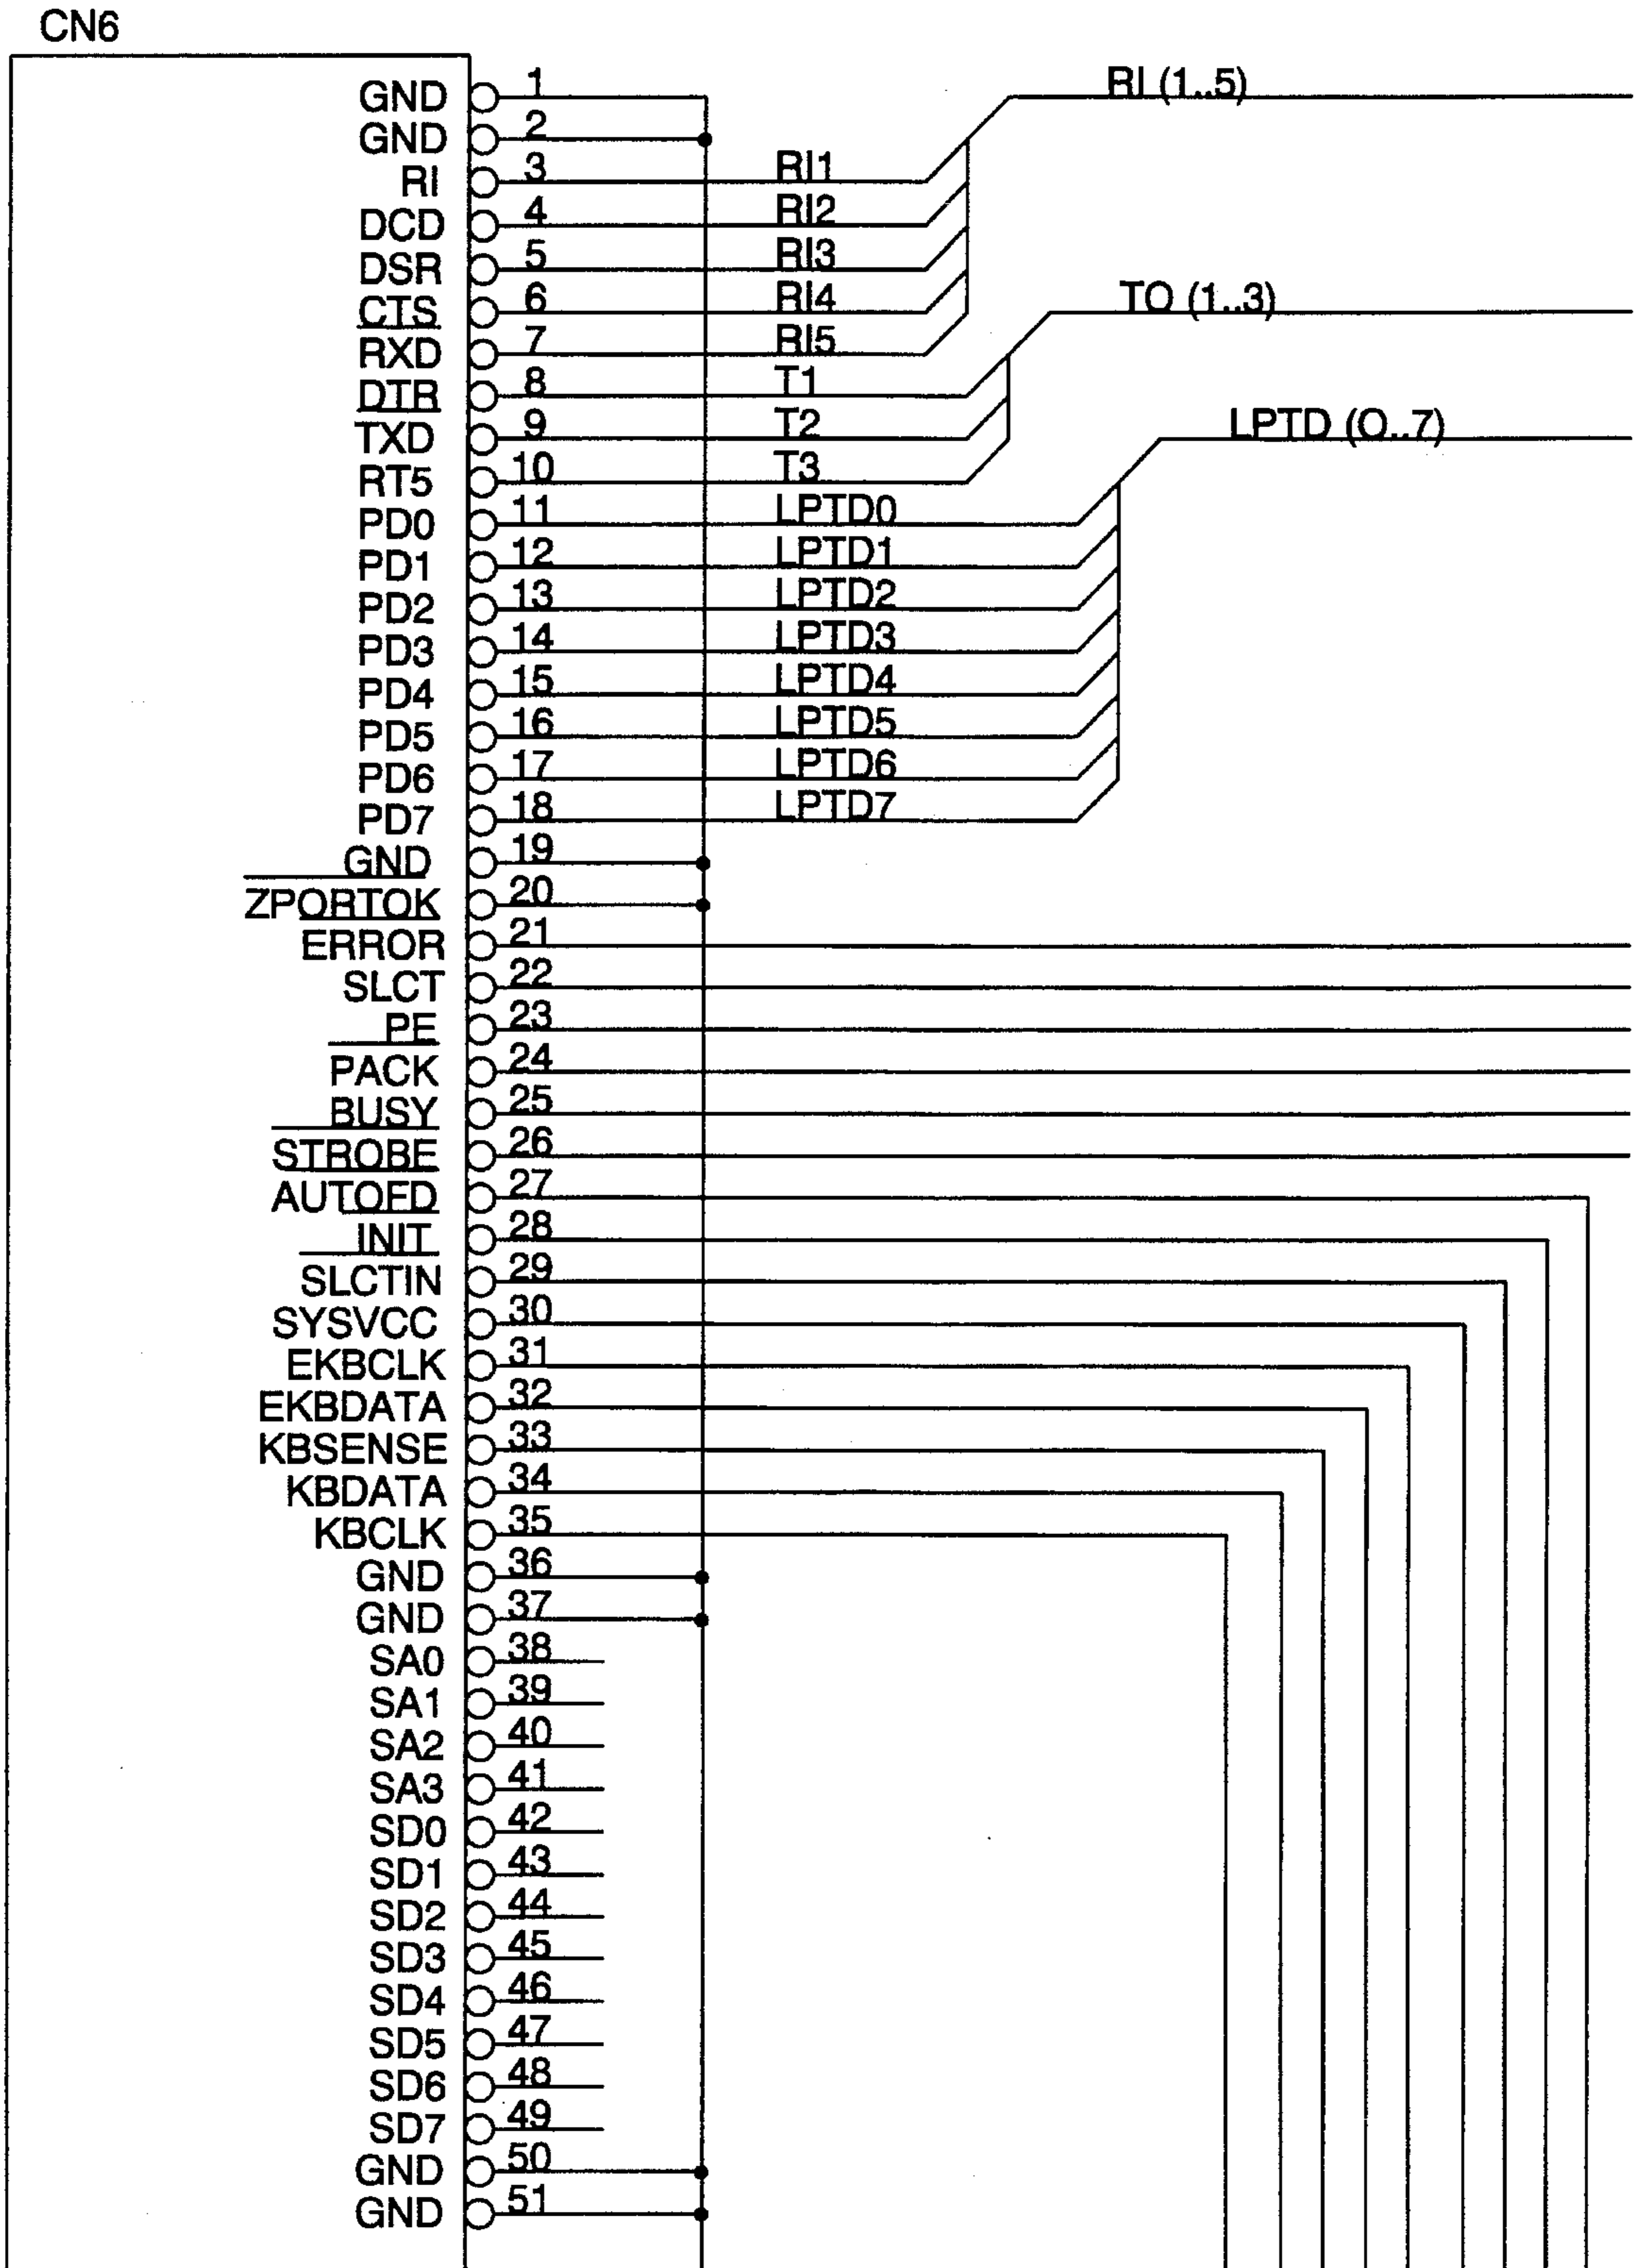 CN6
GND 1 RI (1..5)
GND 2
RI 3 RI1
DCD 4 RI2
DSR 5 RI3
CTS 6 RI4 TO (1..3)
RXD 7 RI5
DTR 8 T1
TXD 9 T2 LPTD (O..7)
RT5 10 T3
PD0 11 LPTD0
PD1 12 LPTD1
PD2 13 LPTD2
PD3 14 LPTD3
PD4 15 LPTD4
PD5 16 LPTD5
PD6 17 LPTD6
PD7 18 LPTD7
GND 19
ZPORTOK 20
ERROR 21
SLCT 22
PE 23
PACK 24
BUSY 25
STROBE 26
AUTOFD 27
INIT 28
SLCTIN 29
SYSVCC 30
EKBCLK 31
EKBDATA 32
KBSENSE 33
KBDATA 34
KBCLK 35
GND 36
GND 37
SA0 38
SA1 39
SA2 40
SA3 41
SD0 42
SD1 43
SD2 44
SD3 45
SD4 46
SD5 47
SD6 48
SD7 49
GND 50
GND 51